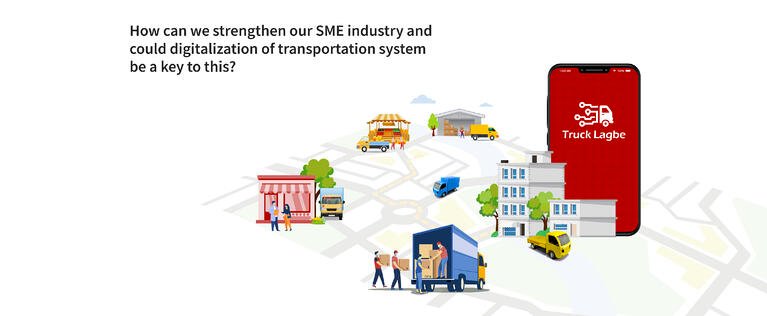 How can we strengthen our SME industry and
could digitalization of transportation system
be a key to this?
Truck Lagbe